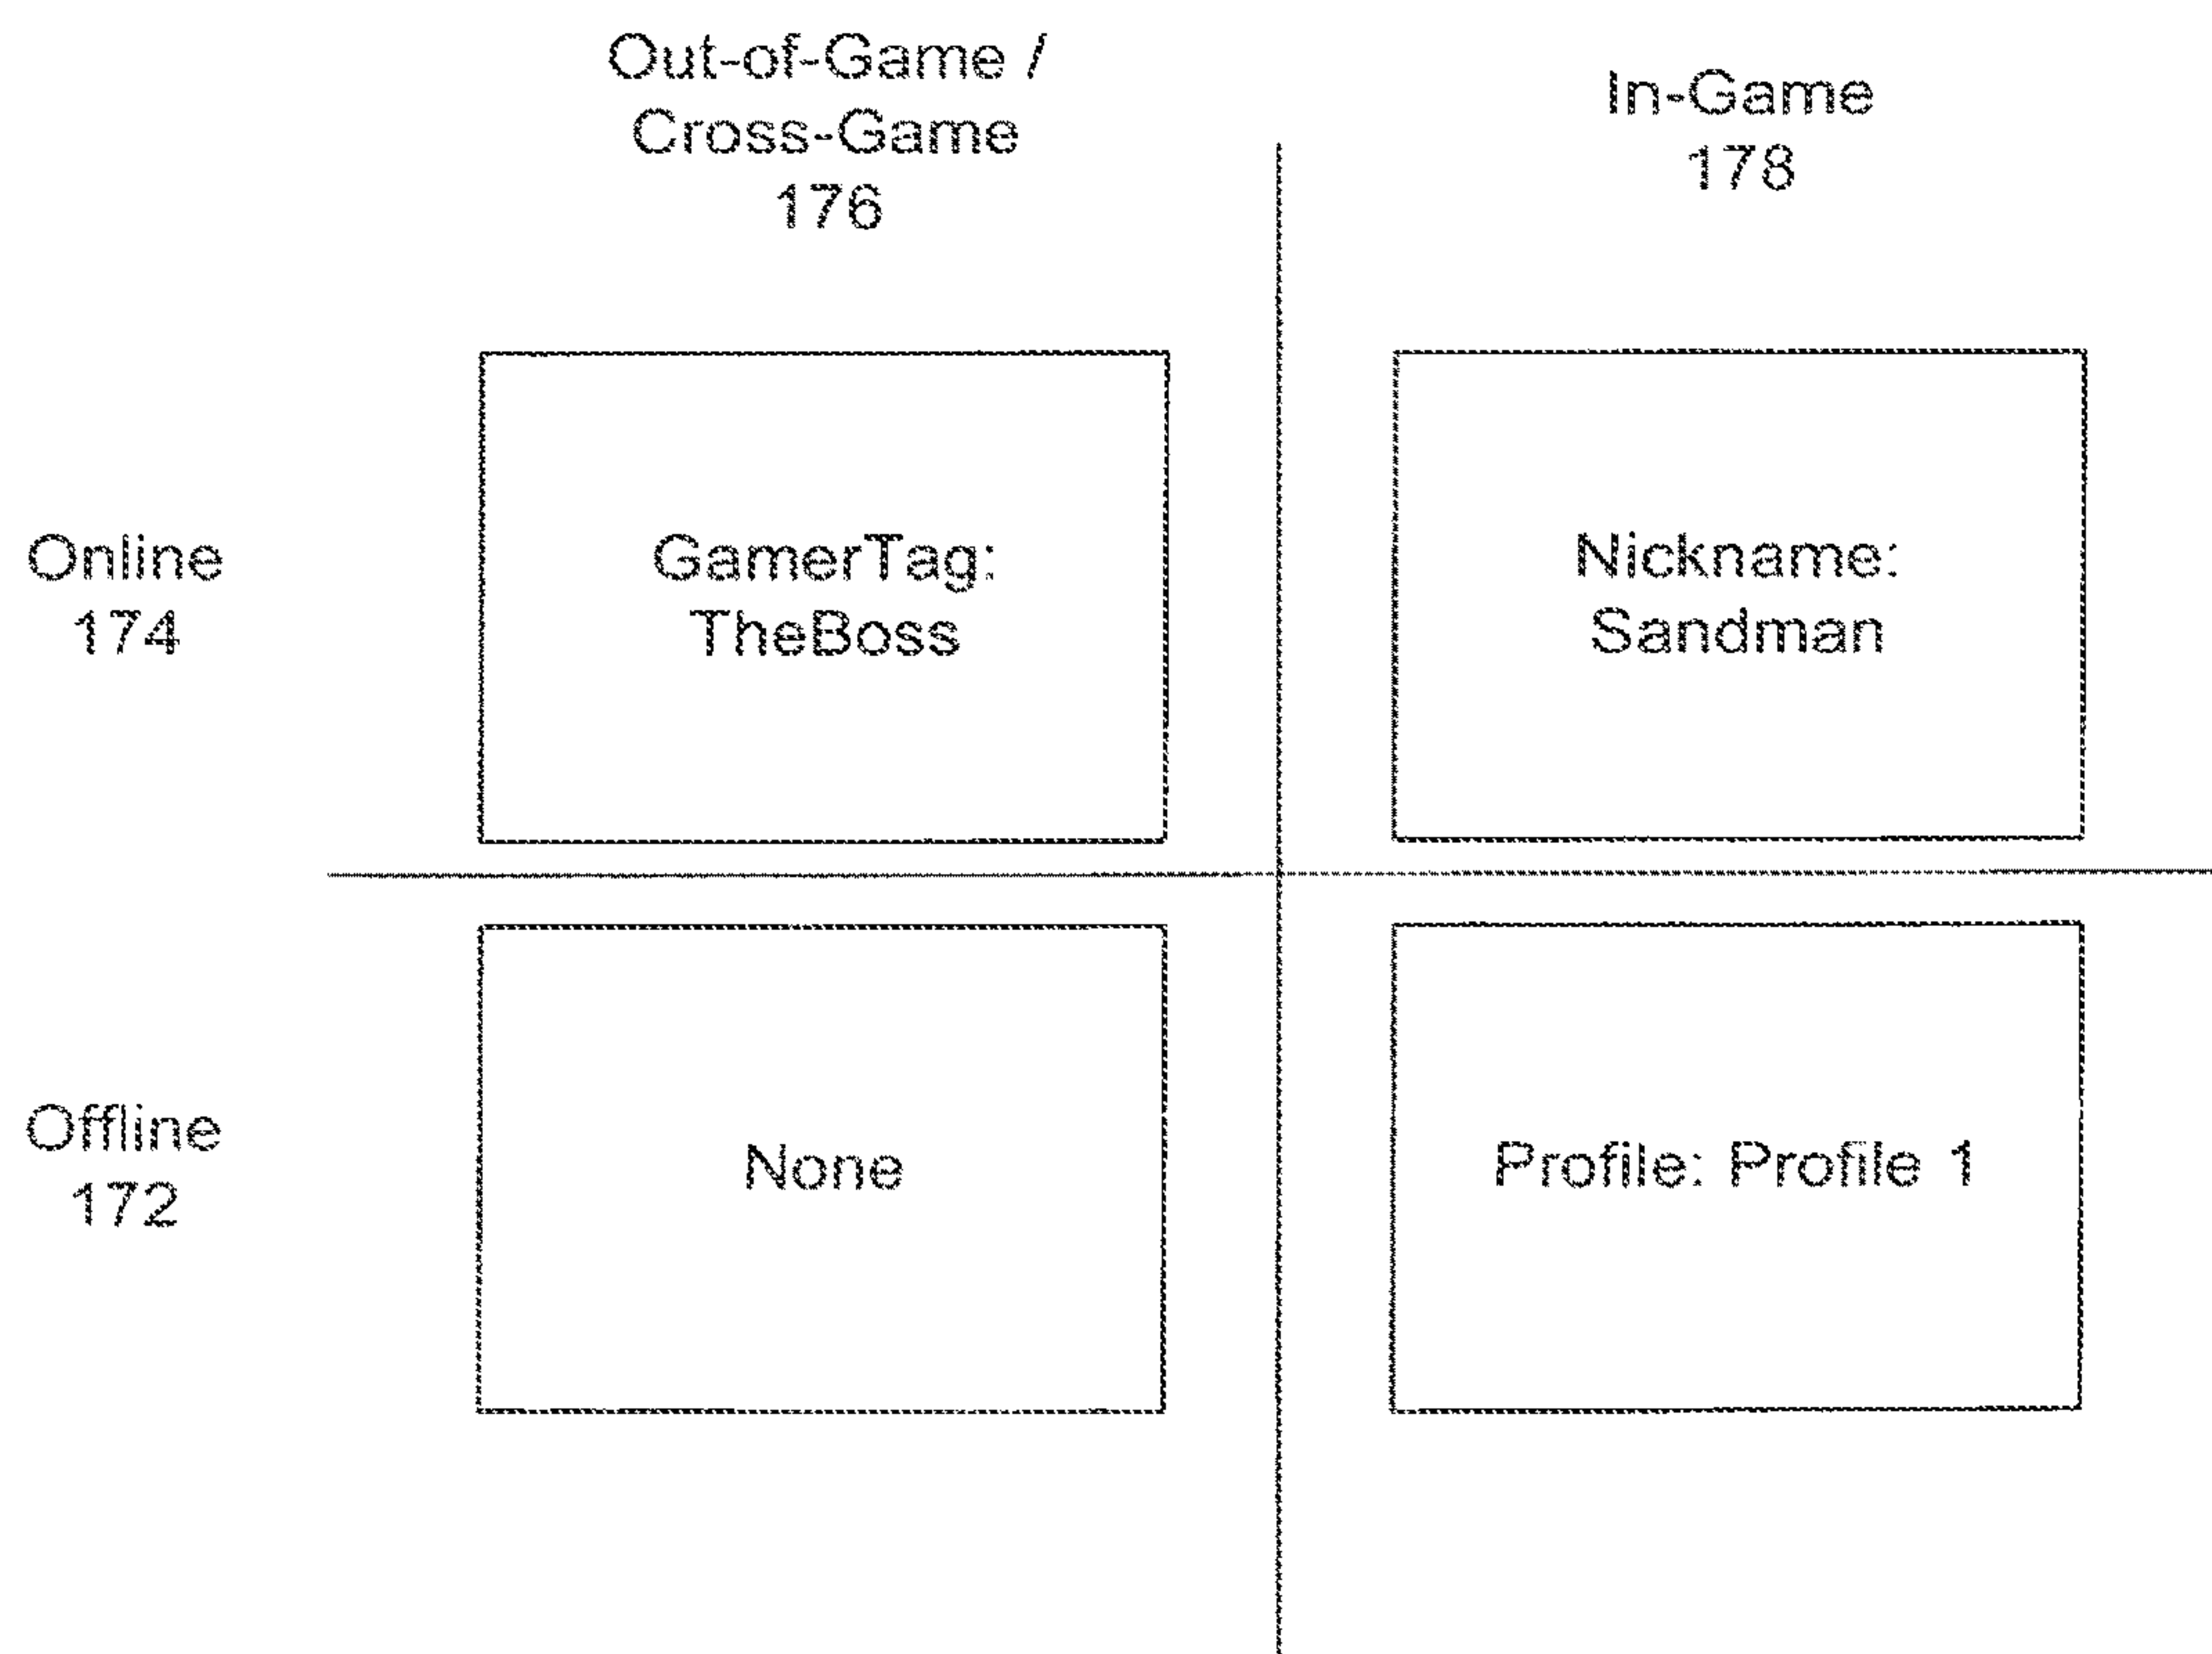 Out-of-Game /
Cross-Game
176
In-Game
178
Online
174
GamerTag:
TheBoss
Nickname:
Sandman
Offline
172
None
Profile: Profile 1